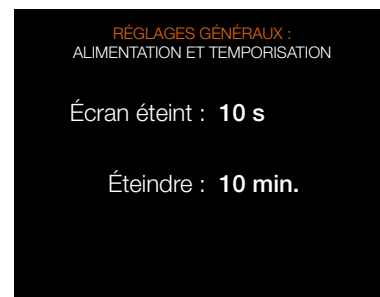 RÉGLAGES GÉNÉRAUX :
ALIMENTATION ET TEMPORISATION
Écran éteint : 10 s
Éteindre : 10 min.